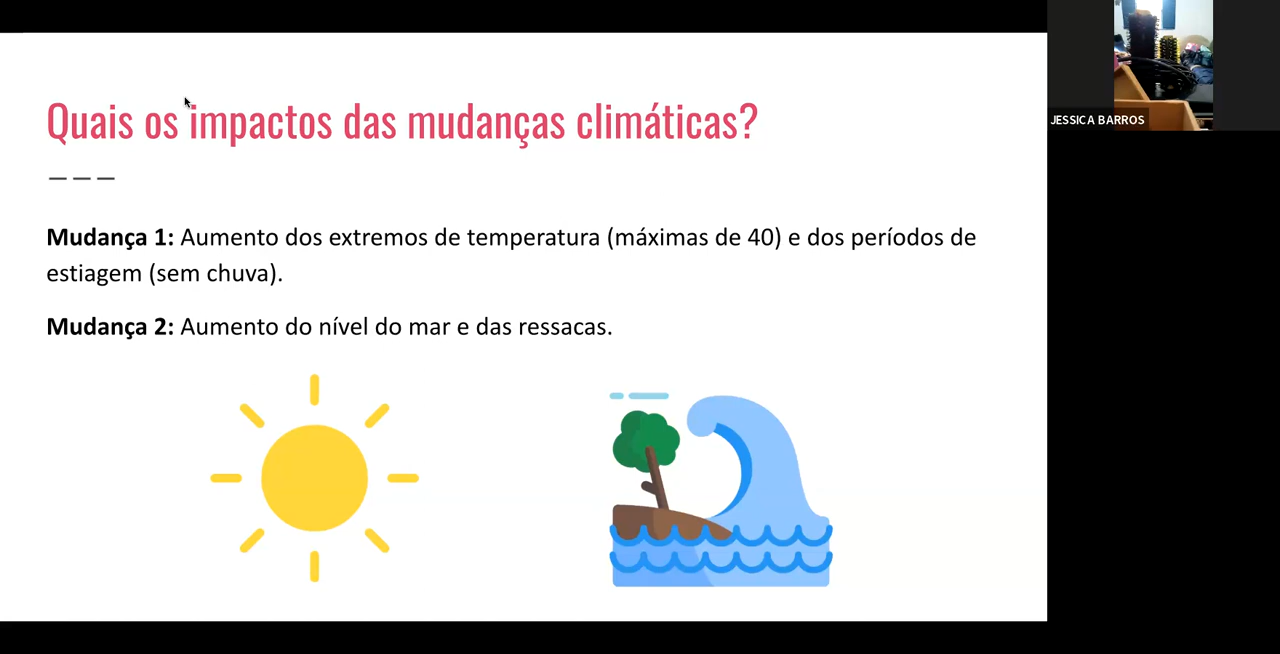 Quais os impactos das mudanças climáticas?
Mudança 1: Aumento dos extremos de temperatura (máximas de 40) e dos períodos de
estiagem (sem chuva).
Mudança 2: Aumento do nível do mar e das ressacas.
JESSICA BARROS